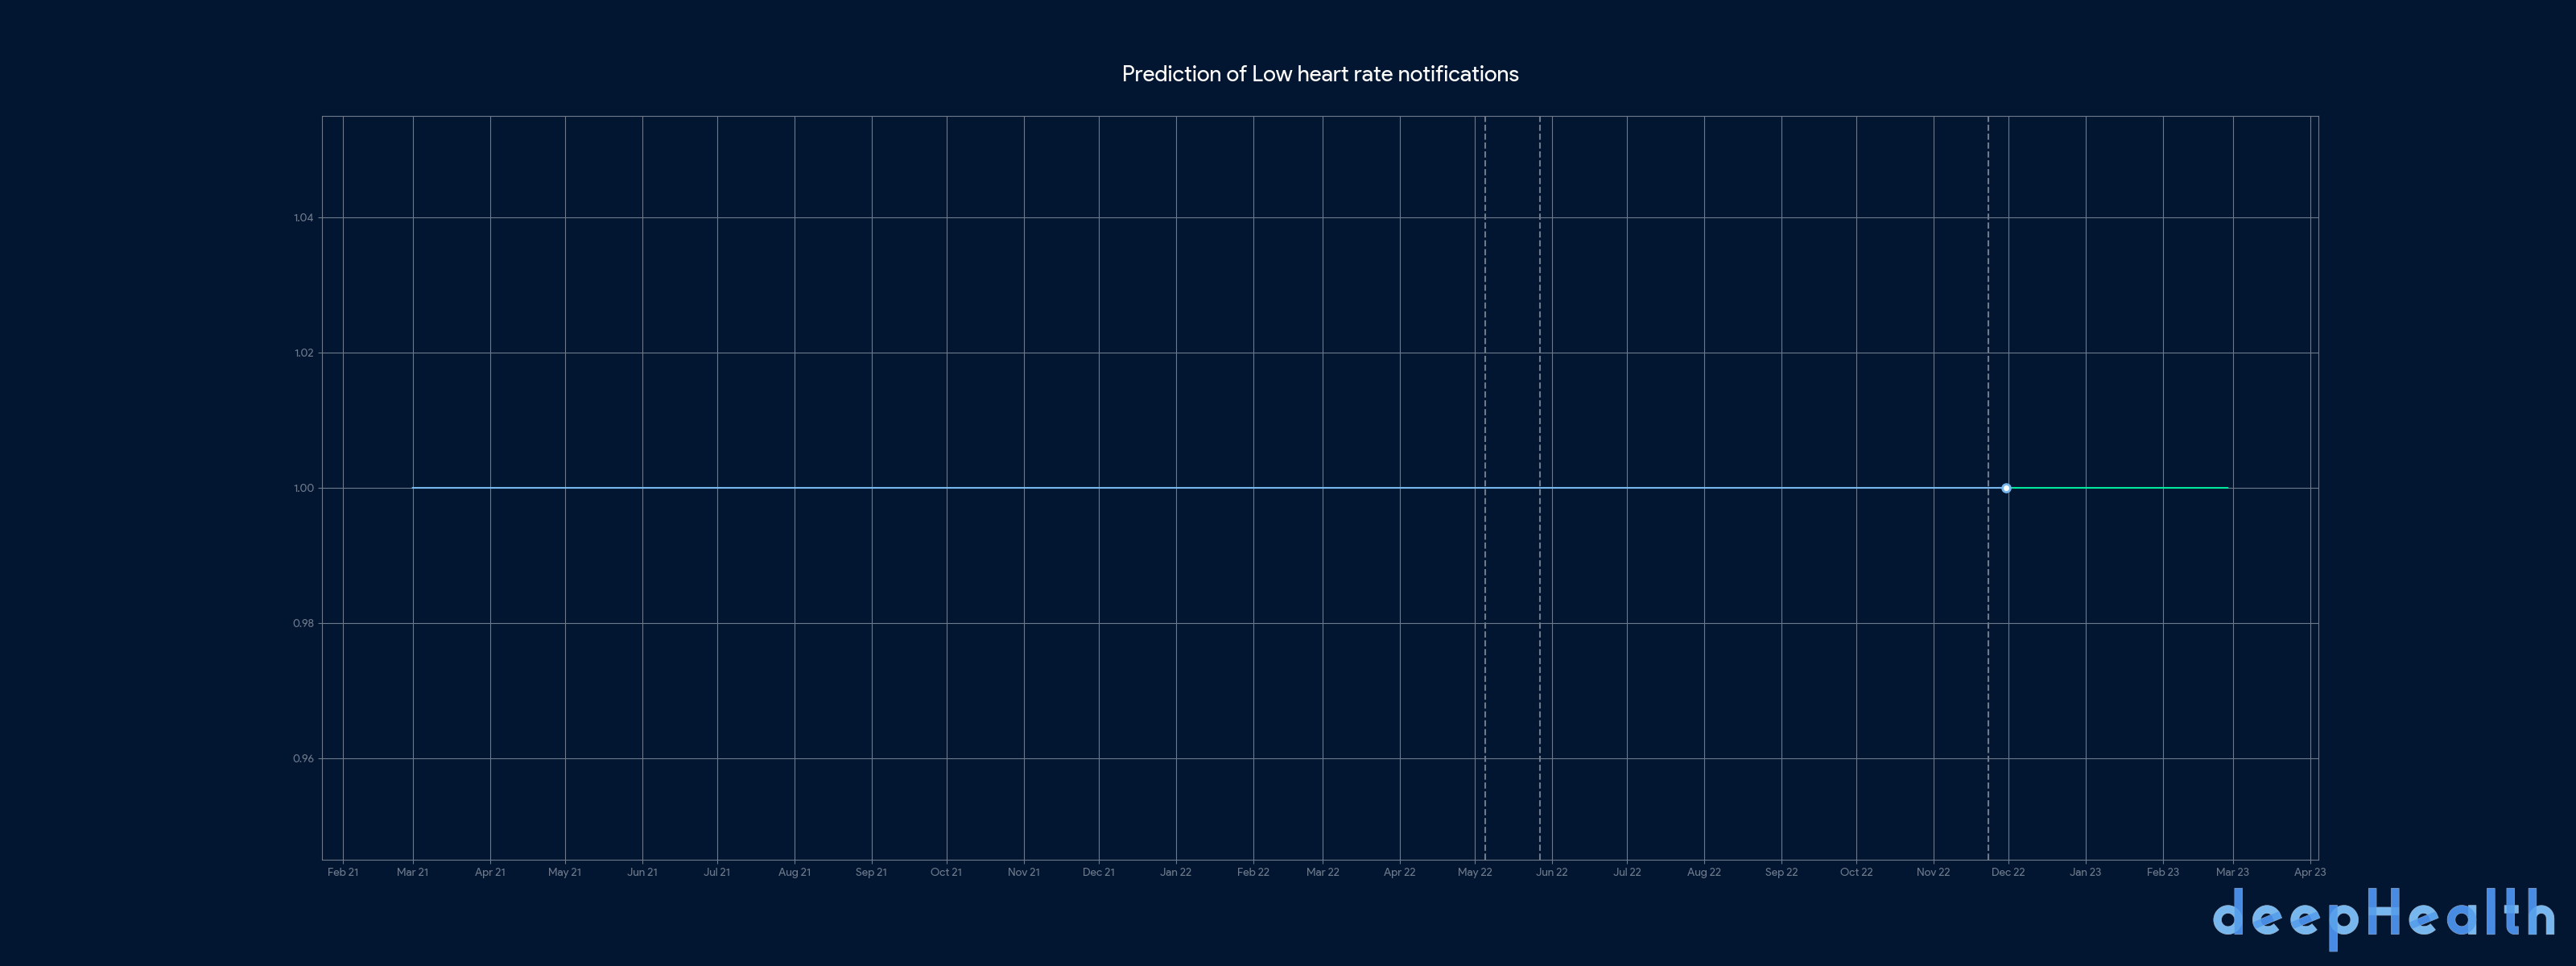 Prediction of Low heart rate notifications
1.04
1.02
1.00
0.98
0.96
Feb 21 Mar 21 Apr 21 May 21 Jun 21 Jul 21 Aug 21 Sep 21 Oct 21 Nov 21 Dec 21 Jan 22 Feb 22 Mar 22 Apr 22 May 22 Jun 22 Jul 22 Aug 22 Sep 22 Oct 22 Nov 22 Dec 22 Jan 23 Feb 23 Mar 23 Apr 23
deepHealth